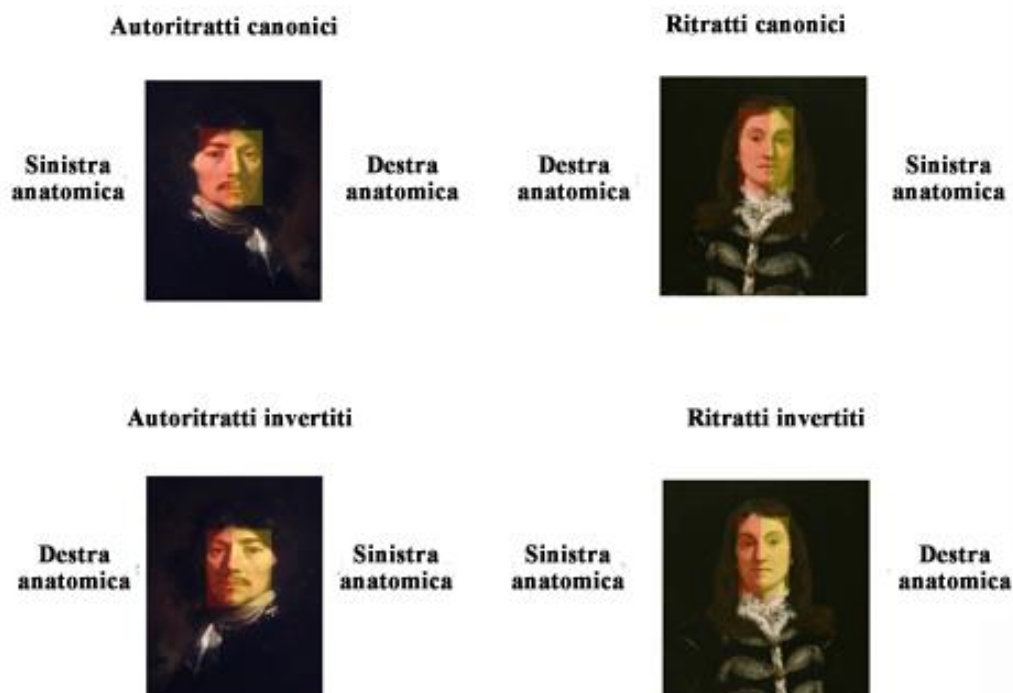 Autoritratti canonici
Ritratti canonici
Sinistra
anatomica
Destra
anatomica
Destra
anatomica
Sinistra
anatomica
Autoritratti invertiti
Ritratti invertiti
Destra
anatomica
Sinistra
anatomica
Sinistra
anatomica
Destra
anatomica